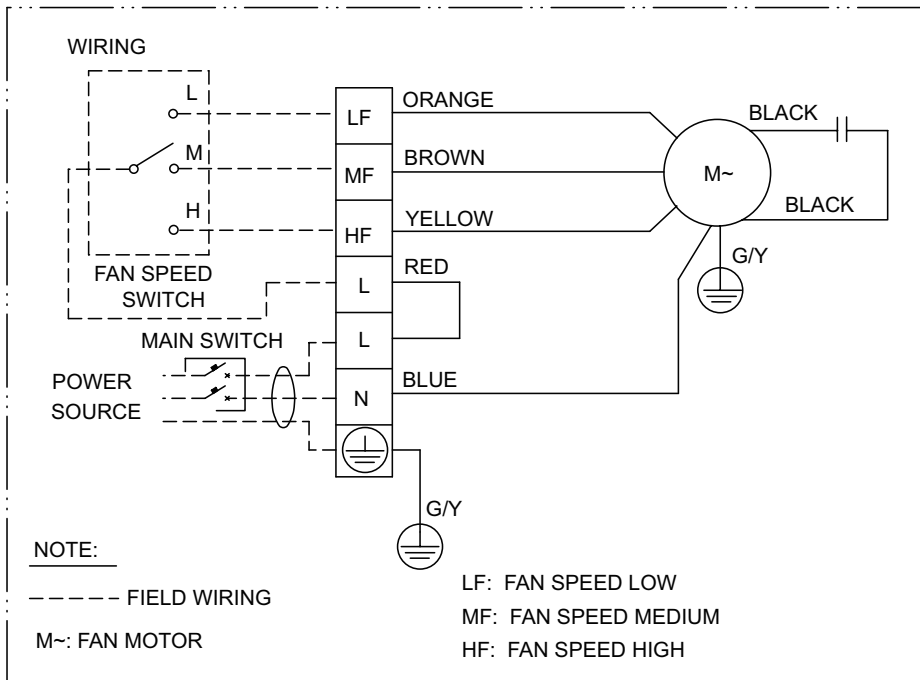 WIRING
L
M
H
FAN SPEED
SWITCH
LF
MF
HF
L
L
N
ORANGE
BROWN
YELLOW
RED
BLUE
M~
BLACK
BLACK
G/Y
MAIN SWITCH
POWER
SOURCE
G/Y
NOTE:
FIELD WIRING
M~: FAN MOTOR
LF: FAN SPEED LOW
MF: FAN SPEED MEDIUM
HF: FAN SPEED HIGH